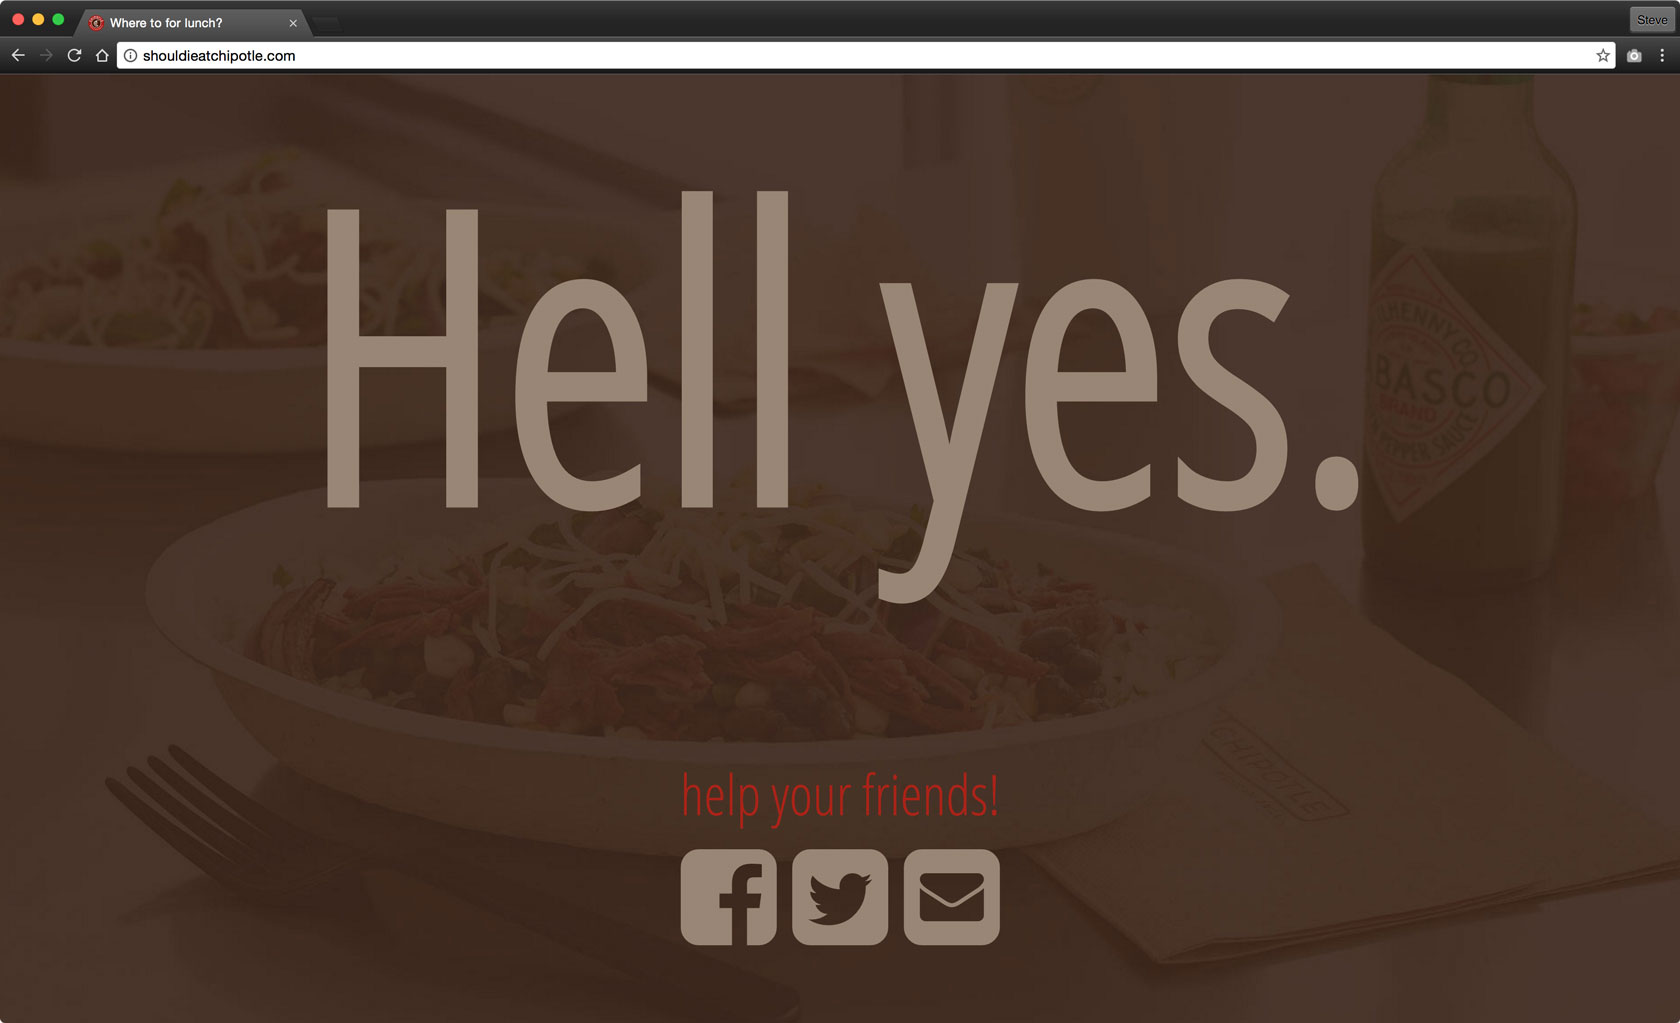 Where to for lunch?
Steve
shouldieatchipotle.com
Hell yes.
McILHENNY CO.
TABASCO
BRAND
PEPPER SAUCE
CHIPOTLE
help your friends!